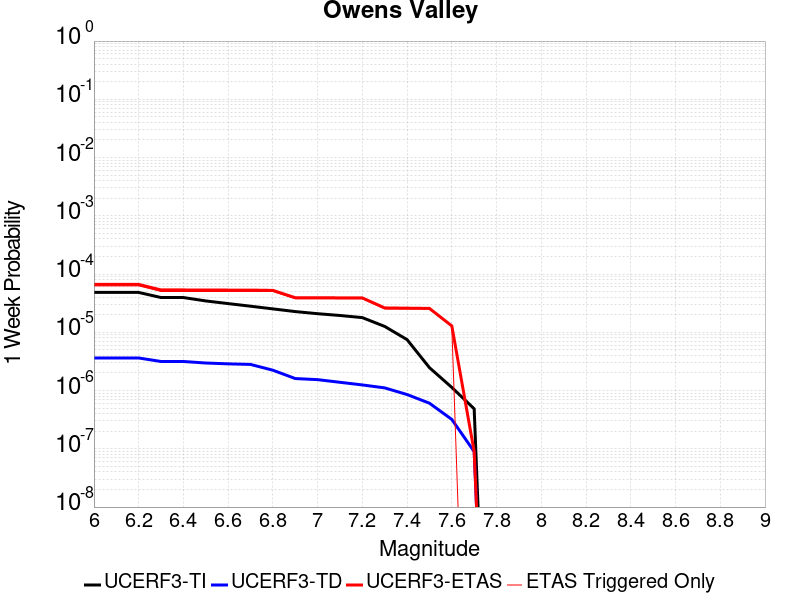 Owens Valley
10^0
10^-1
10^-2
10^-3
10^-4
10^-5
10^-6
10^-7
10^-8
1 Week Probability
6 6.2 6.4 6.6 6.8 7 7.2 7.4 7.6 7.8 8 8.2 8.4 8.6 8.8 9
Magnitude
UCERF3-TI UCERF3-TD UCERF3-ETAS ETAS Triggered Only